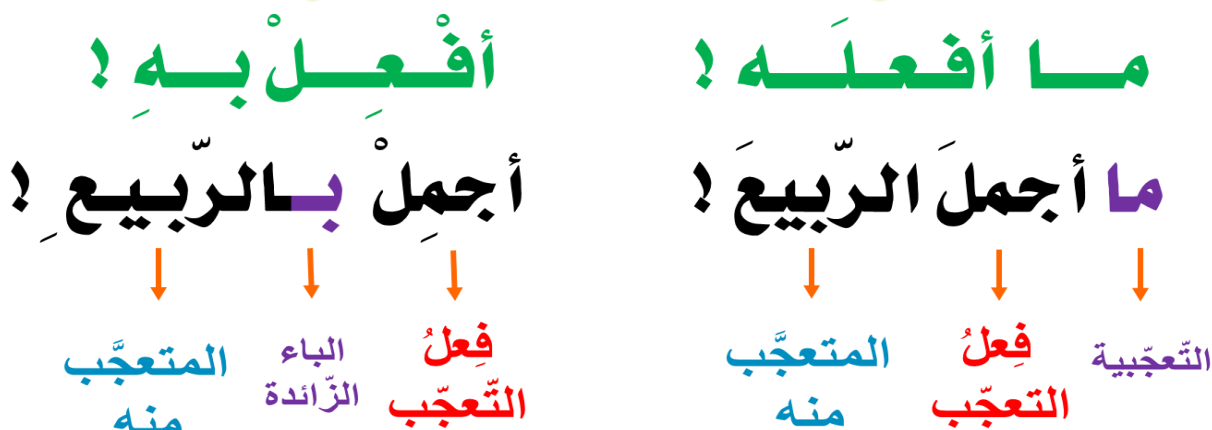 ما أفعلَه !
أفْعِلْ بهِ !
ما أجملَ الرّبيعَ !
أجمِلْ بالرّبيعِ !
التّعجّبية
فِعلُ
التعجّب
المتعجَّب
منه
فِعلُ
التّعجّب
الباء
الزّائدة
المتعجَّب
منه